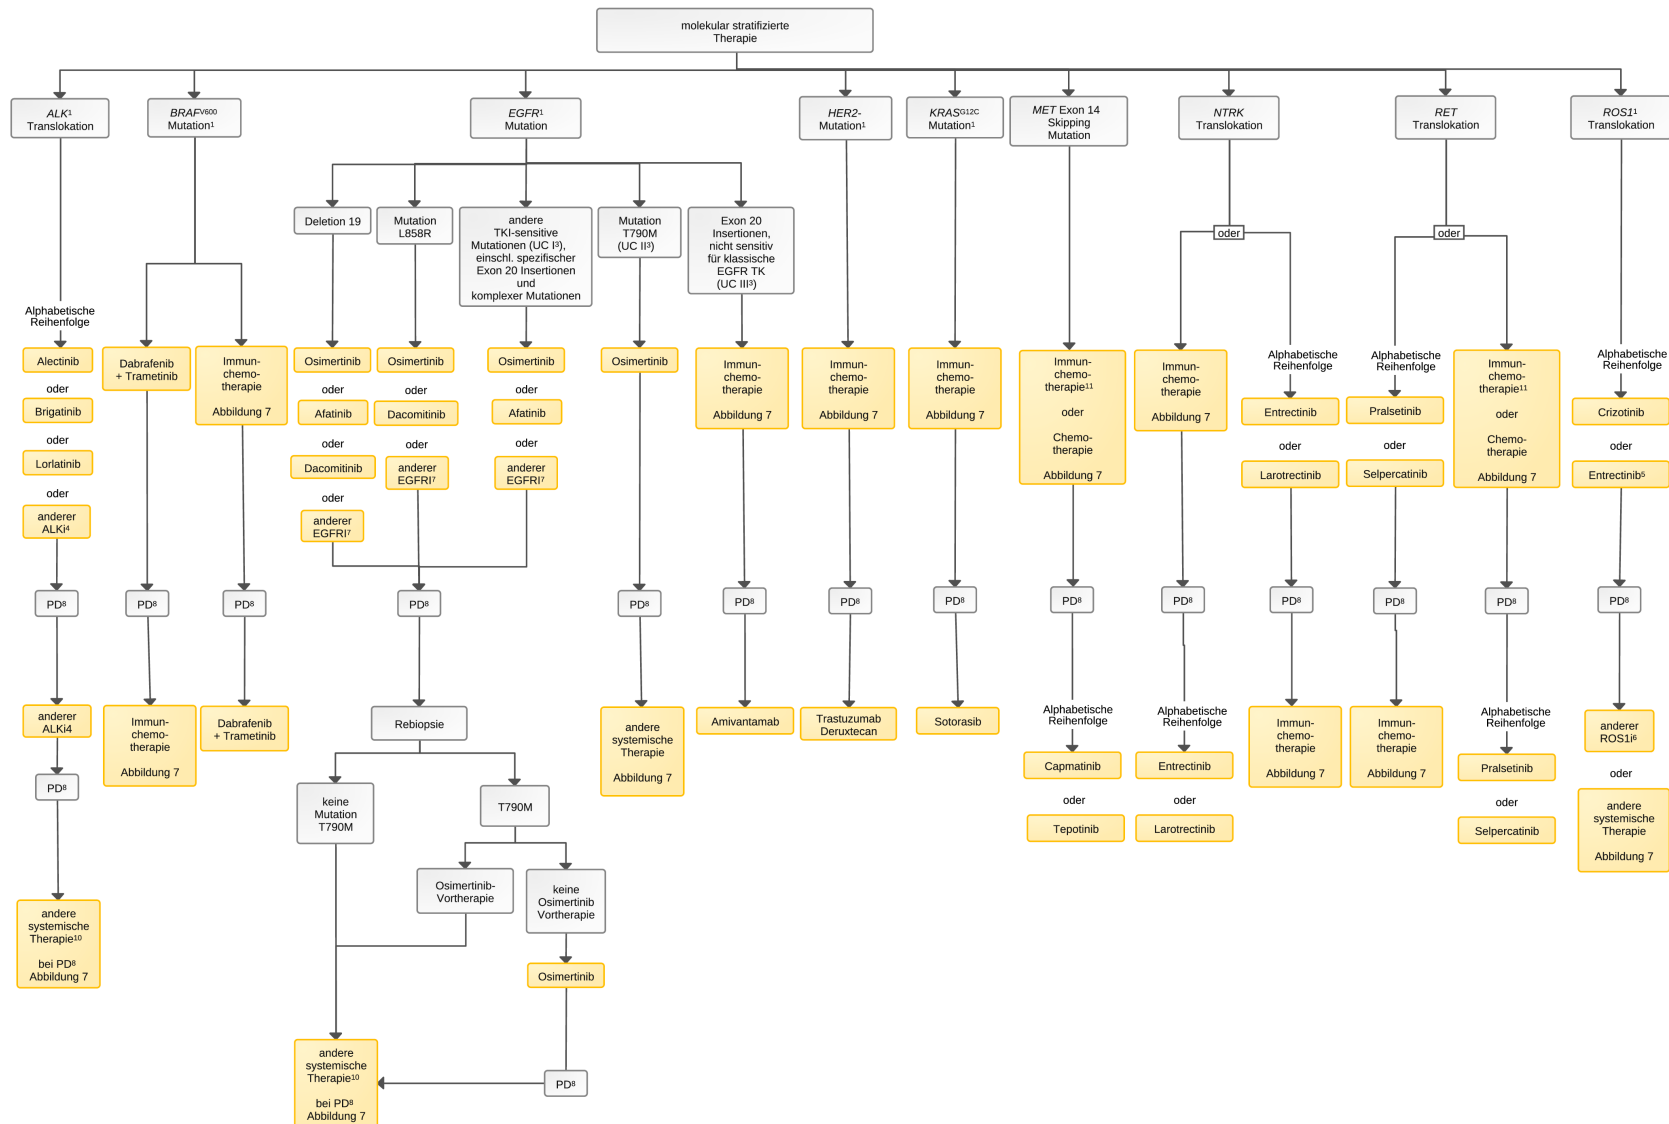 molekular stratifizierte
Therapie
ALK¹
Translokation
BRAFⱽ⁶⁰⁰
Mutation¹
EGFR¹
Mutation
HER2-
Mutation¹
KRASᴳ¹²ᶜ
Mutation¹
MET Exon 14
Skipping
Mutation
NTRK
Translokation
RET
Translokation
ROS1¹
Translokation
Deletion 19
Mutation
L858R
andere
TKI-sensitive
Mutationen (UC I³),
einschl. spezifischer
Exon 20 Insertionen
und
komplexer Mutationen
Mutation
T790M
(UC II³)
Exon 20
Insertionen,
nicht sensitiv
für klassische
EGFR TK
(UC III³)
oder
oder
Alphabetische
Reihenfolge
Alectinib
oder
Brigatinib
oder
Lorlatinib
oder
anderer
ALKi⁴
PD⁸
anderer
ALKi4
PD⁸
andere
systemische
Therapie¹⁰
bei PD⁸
Abbildung 7
Dabrafenib
+ Trametinib
PD⁸
Immun-
chemo-
therapie
Abbildung 7
Immun-
chemo-
therapie
Abbildung 7
PD⁸
Dabrafenib
+ Trametinib
Osimertinib
oder
Afatinib
oder
Dacomitinib
oder
anderer
EGFRI⁷
Osimertinib
oder
Dacomitinib
oder
anderer
EGFRI⁷
Osimertinib
oder
Afatinib
oder
anderer
EGFRI⁷
PD⁸
Rebiopsie
keine
Mutation
T790M
T790M
Osimertinib-
Vortherapie
keine
Osimertinib
Vortherapie
Osimertinib
PD⁸
andere
systemische
Therapie¹⁰
bei PD⁸
Abbildung 7
Osimertinib
PD⁸
andere
systemische
Therapie
Abbildung 7
Immun-
chemo-
therapie
Abbildung 7
PD⁸
Amivantamab
Immun-
chemo-
therapie
Abbildung 7
PD⁸
Trastuzumab
Deruxtecan
Immun-
chemo-
therapie
Abbildung 7
PD⁸
Sotorasib
Immun-
chemo-
therapie¹¹
oder
Chemo-
therapie
Abbildung 7
PD⁸
Alphabetische
Reihenfolge
Capmatinib
oder
Tepotinib
Immun-
chemo-
therapie
Abbildung 7
PD⁸
Alphabetische
Reihenfolge
Entrectinib
oder
Larotrectinib
Alphabetische
Reihenfolge
Entrectinib
oder
Larotrectinib
PD⁸
Immun-
chemo-
therapie
Abbildung 7
Alphabetische
Reihenfolge
Pralsetinib
oder
Selpercatinib
PD⁸
Immun-
chemo-
therapie
Abbildung 7
Immun-
chemo-
therapie¹¹
oder
Chemo-
therapie
Abbildung 7
PD⁸
Alphabetische
Reihenfolge
Pralsetinib
oder
Selpercatinib
Alphabetische
Reihenfolge
Crizotinib
oder
Entrectinib⁵
PD⁸
anderer
ROS1i⁶
oder
andere
systemische
Therapie
Abbildung 7